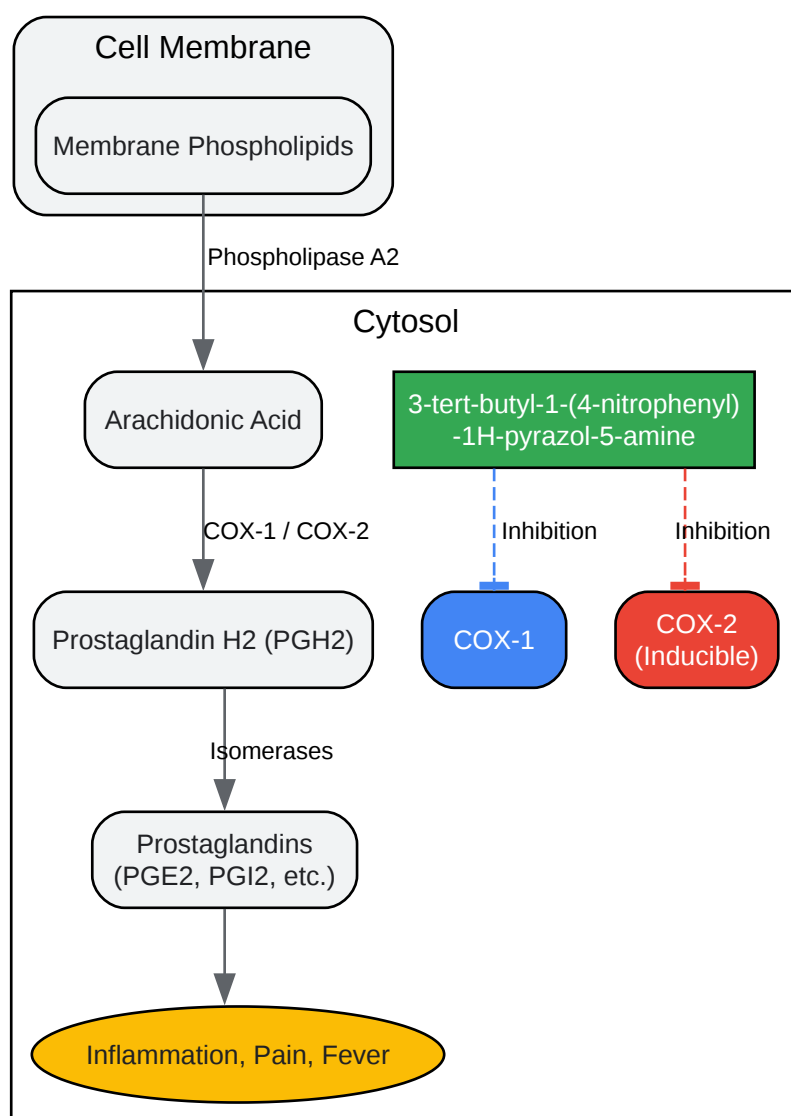 Cell Membrane
Membrane Phospholipids
Phospholipase A2
Cytosol
Arachidonic Acid
3-tert-butyl-1-(4-nitrophenyl)
-1H-pyrazol-5-amine
COX-1 / COX-2
Inhibition
Inhibition
Prostaglandin H2 (PGH2)
COX-1
COX-2
(Inducible)
Isomerases
Prostaglandins
(PGE2, PGI2, etc.)
Inflammation, Pain, Fever